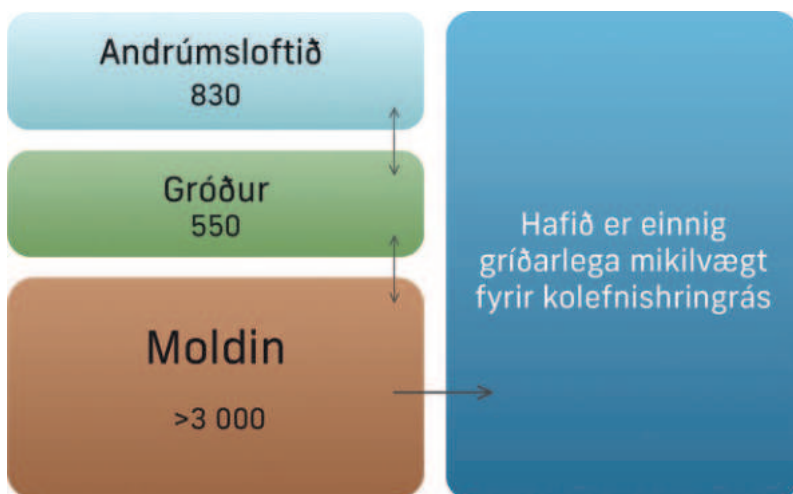 Andrúmsloftið
830
Gróður
550
Moldin
>3 000
Hafið er einnig
gríðarlega mikilvægt
fyrir kolefnishringrás